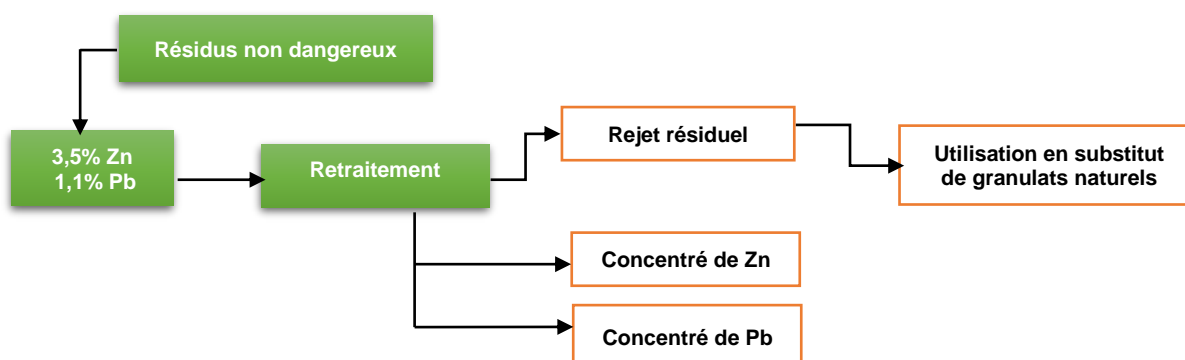 Résidus non dangereux
3,5% Zn
1,1% Pb
Retraitement
Rejet résiduel
Utilisation en substitut
de granulats naturels
Concentré de Zn
Concentré de Pb